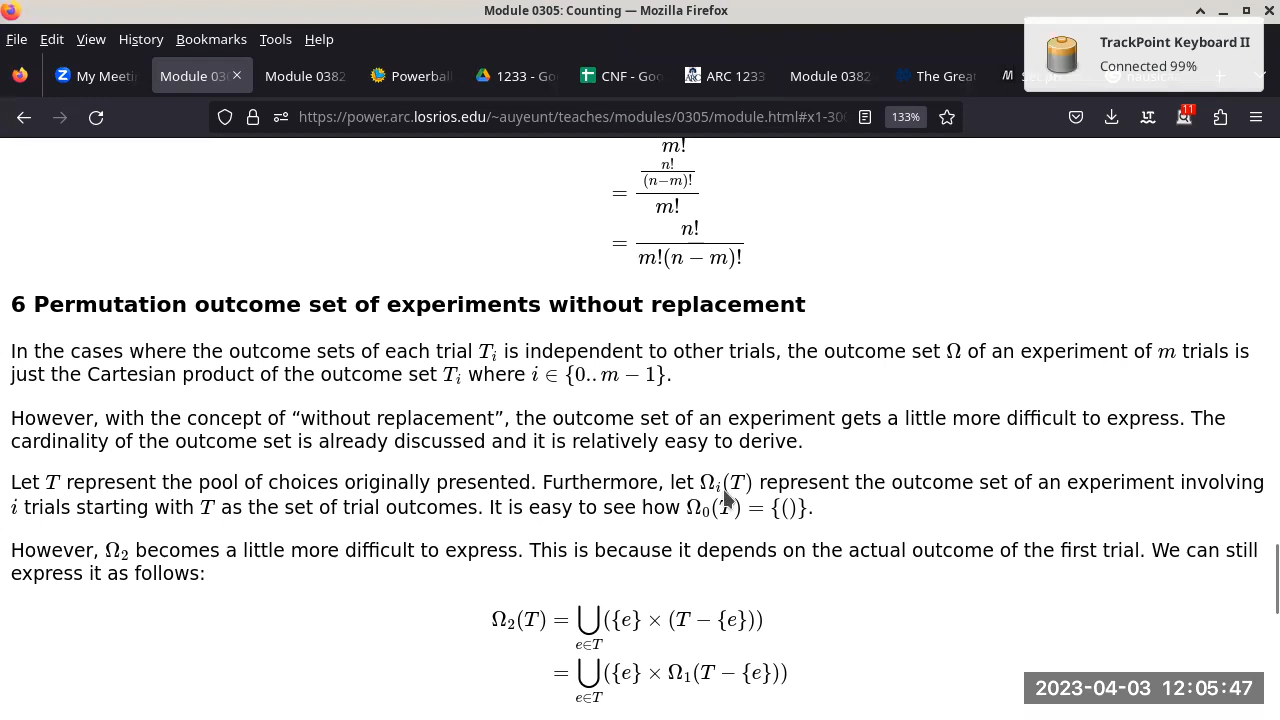 Module 0305: Counting — Mozilla Firefox
File Edit View History Bookmarks Tools Help
TrackPoint Keyboard II
Connected 99%
My Meeti
Module 030
Module 0382
Powerball
1233 - Go
CNF - Goo
ARC 1233
Module 0382
The Grea
https://power.arc.losrios.edu/~auyeunt/teaches/modules/0305/module.html#x1-300
133%
11
m!
= \frac{\frac{n!}{(n−m)!}}{m!}
= \frac{n!}{m!(n − m)!}
6 Permutation outcome set of experiments without replacement
In the cases where the outcome sets of each trial T_i is independent to other trials, the outcome set Ω of an experiment of m trials is
just the Cartesian product of the outcome set T_i where i ∈ {0.. m − 1}.
However, with the concept of “without replacement”, the outcome set of an experiment gets a little more difficult to express. The
cardinality of the outcome set is already discussed and it is relatively easy to derive.
Let T represent the pool of choices originally presented. Furthermore, let Ω_i(T) represent the outcome set of an experiment involving
i trials starting with T as the set of trial outcomes. It is easy to see how Ω_0(T) = {()}.
However, Ω_2 becomes a little more difficult to express. This is because it depends on the actual outcome of the first trial. We can still
express it as follows:
Ω_2(T) = ⋃_{e∈T}({e} × (T − {e}))
= ⋃_{e∈T}({e} × Ω_1(T − {e}))
2023-04-03 12:05:47